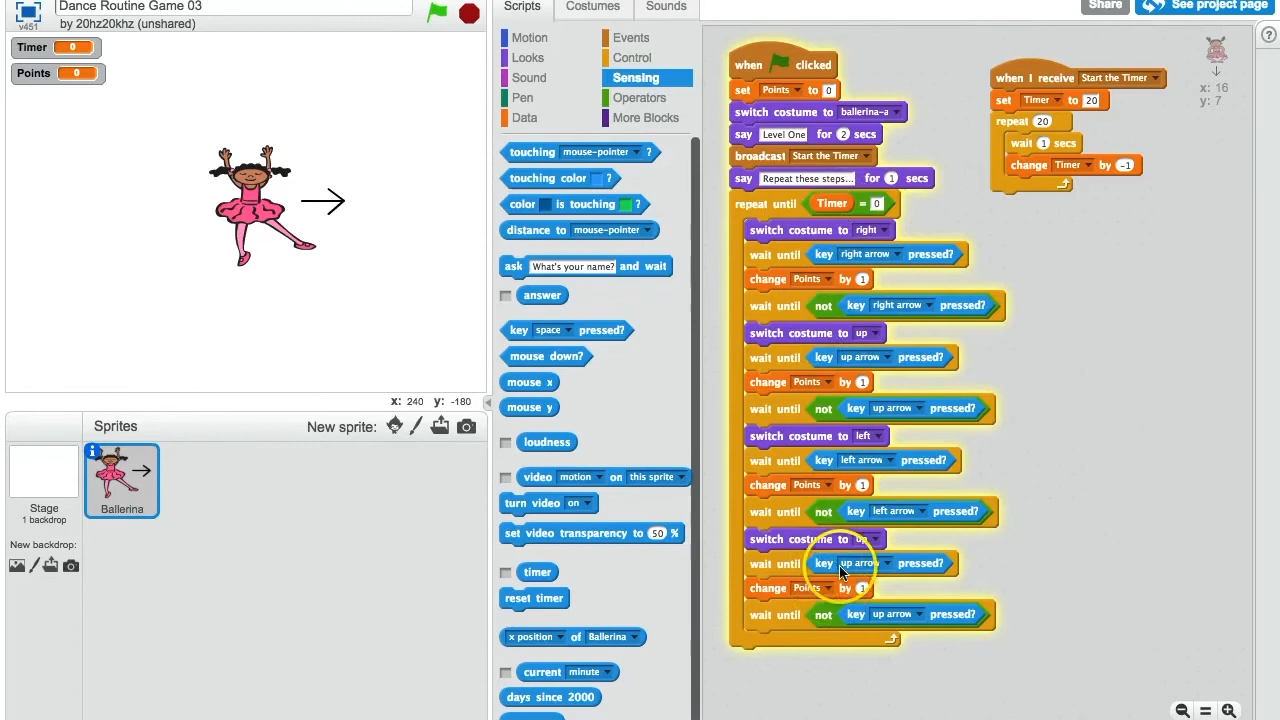 Dance Routine Game 03
v451
by 20hz20khz (unshared)
Timer 0
Points 0
x: 240 y: -180
Sprites
New sprite:
Stage
1 backdrop
New backdrop:
Ballerina
Scripts Costumes Sounds
Motion Events
Looks Control
Sound Sensing
Pen Operators
Data More Blocks
touching mouse-pointer ?
touching color ?
color is touching ?
distance to mouse-pointer
ask What's your name? and wait
answer
key space pressed?
mouse down?
mouse x
mouse y
loudness
video motion on this sprite
turn video on
set video transparency to 50 %
timer
reset timer
x position of Ballerina
current minute
days since 2000
Share See project page
when clicked
set Points to 0
switch costume to ballerina-a
say Level One for 2 secs
broadcast Start the Timer
say Repeat these steps... for 1 secs
repeat until Timer = 0
switch costume to right
wait until key right arrow pressed?
change Points by 1
wait until not key right arrow pressed?
switch costume to up
wait until key up arrow pressed?
change Points by 1
wait until not key up arrow pressed?
switch costume to left
wait until key left arrow pressed?
change Points by 1
wait until not key left arrow pressed?
switch costume to up
wait until key up arrow pressed?
change Points by 1
wait until not key up arrow pressed?
when I receive Start the Timer
set Timer to 20
repeat 20
wait 1 secs
change Timer by -1
x: 16
y: 7
?